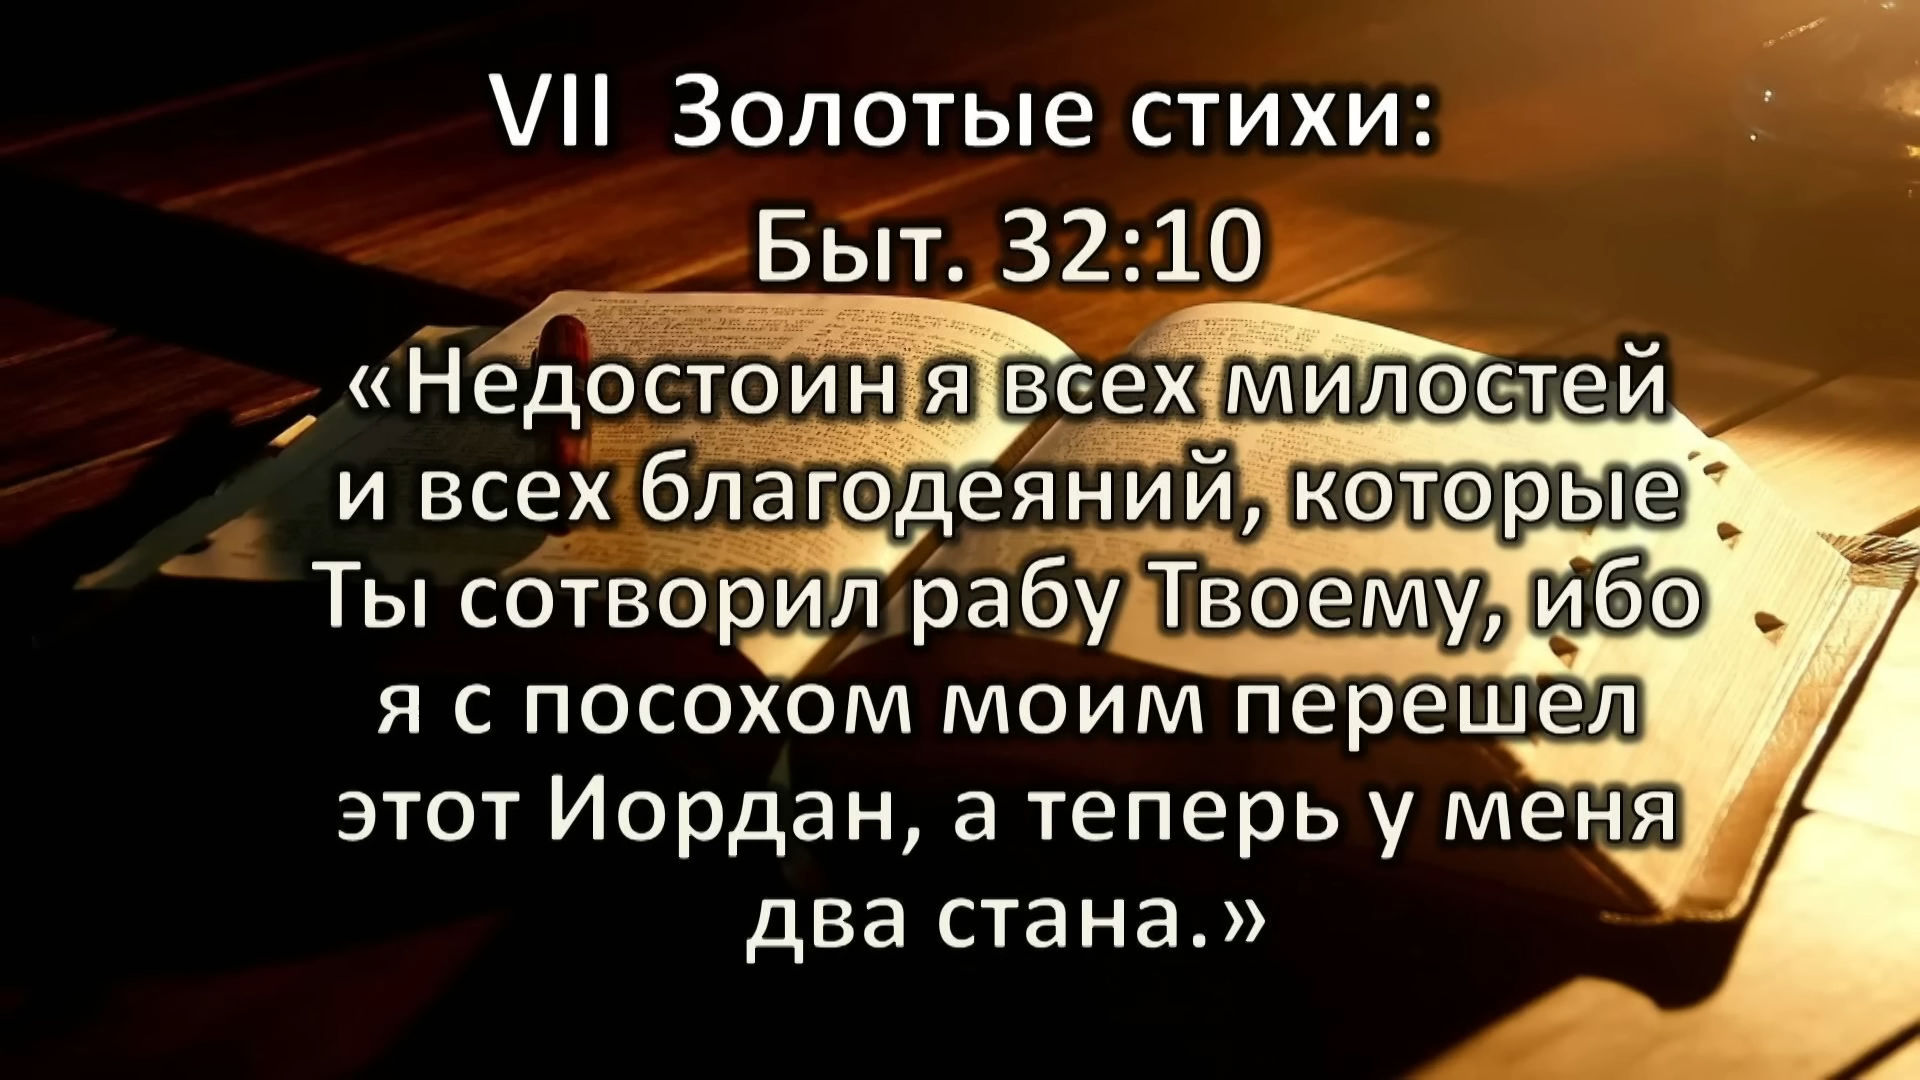 VII Золотые стихи:
Быт. 32:10
«Недостоин я всех милостей
и всех благодеяний, которые
Ты сотворил рабу Твоему, ибо
я с посохом моим перешел
этот Иордан, а теперь у меня
два стана.»